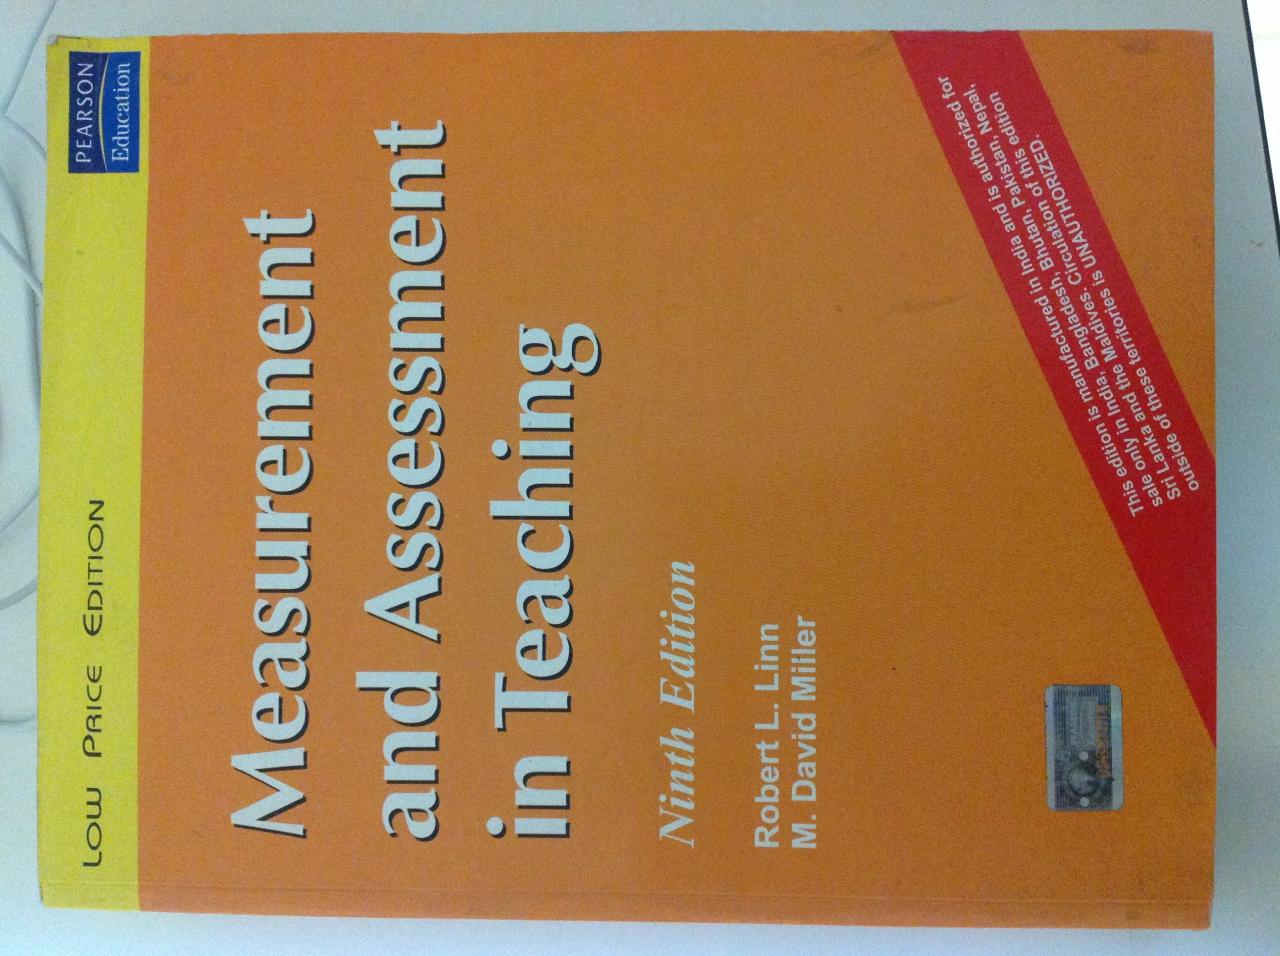 LOW PRICE EDITION
PEARSON
Education
Measurement
and Assessment
in Teaching
Ninth Edition
Robert L. Linn
M. David Miller
This edition is manufactured in India and is authorized for
sale only in India, Bangladesh, Bhutan, Pakistan, Nepal,
Sri Lanka and the Maldives. Circulation of this edition
outside of these territories is UNAUTHORIZED.